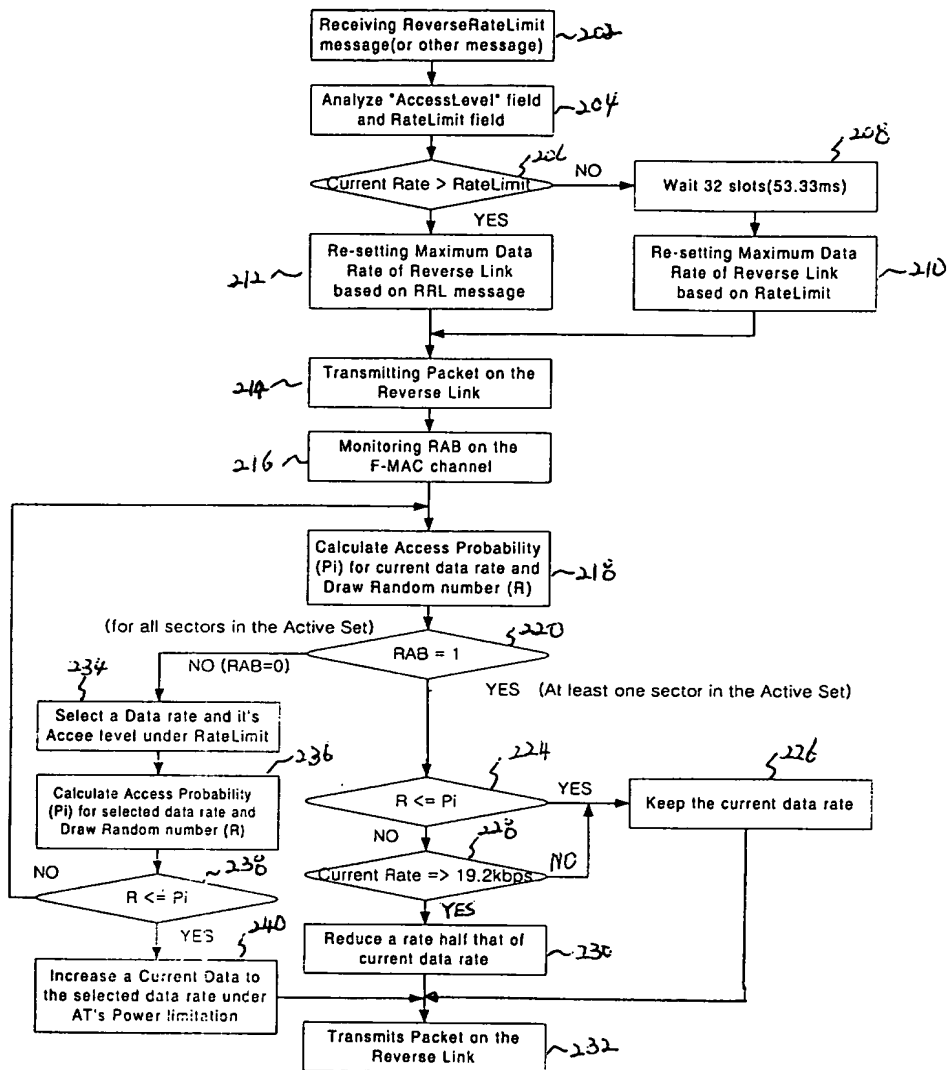 Receiving ReverseRateLimit
message(or other message)
202
Analyze "AccessLevel" field
and RateLimit field
204
Current Rate > RateLimit
206
NO
YES
208
Wait 32 slots(53.33ms)
Re-setting Maximum Data
Rate of Reverse Link
based on RRL message
212
Re-setting Maximum Data
Rate of Reverse Link
based on RateLimit
210
Transmitting Packet on the
Reverse Link
214
Monitoring RAB on the
F-MAC channel
216
Calculate Access Probability
(Pi) for current data rate and
Draw Random number (R)
218
(for all sectors in the Active Set)
220
RAB = 1
NO (RAB=0)
YES (At least one sector in the Active Set)
234
Select a Data rate and it's
Accee level under RateLimit
236
Calculate Access Probability
(Pi) for selected data rate and
Draw Random number (R)
224
R <= Pi
YES
NO
226
Keep the current data rate
228
Current Rate => 19.2kbps
NO
YES
NO
238
R <= Pi
YES
240
Increase a Current Data to
the selected data rate under
AT's Power limitation
Reduce a rate half that of
current data rate
230
Transmits Packet on the
Reverse Link
232